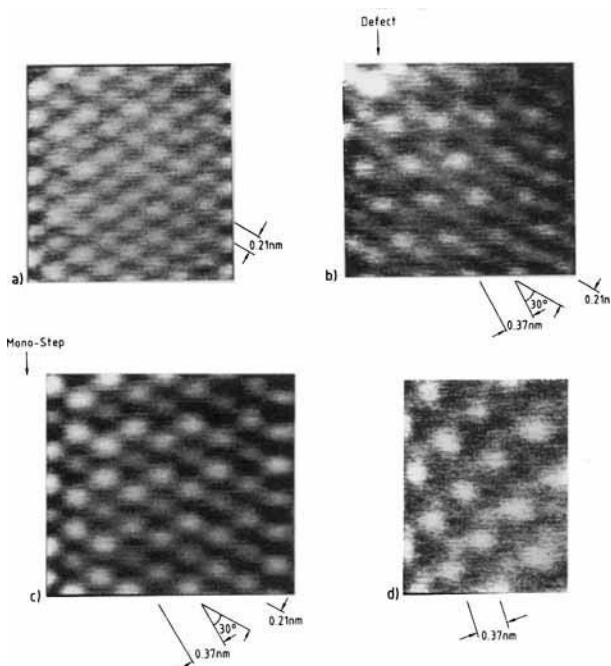 Defect
0.21nm
a)
b)
0.21n
30°
0.37nm
Mono-Step
c)
0.21nm
30°
0.37nm
d)
0.37nm